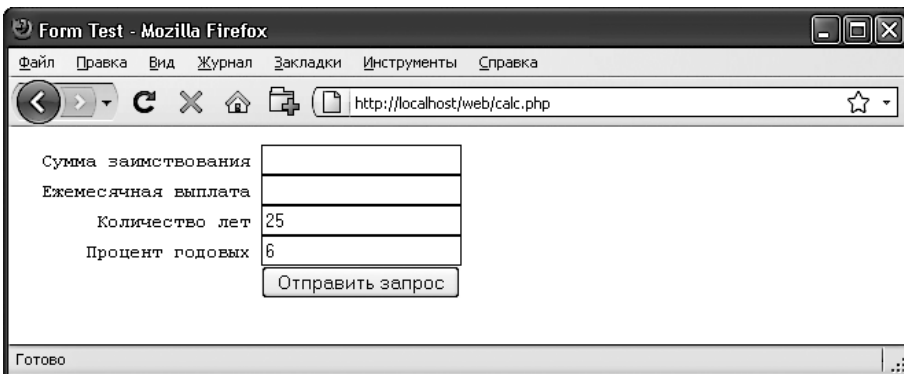 Form Test - Mozilla Firefox
Файл Правка Вид Журнал Закладки Инструменты Справка
http://localhost/web/calc.php
Сумма заимствования
Ежемесячная выплата
Количество лет 25
Процент годовых 6
Отправить запрос
Готово